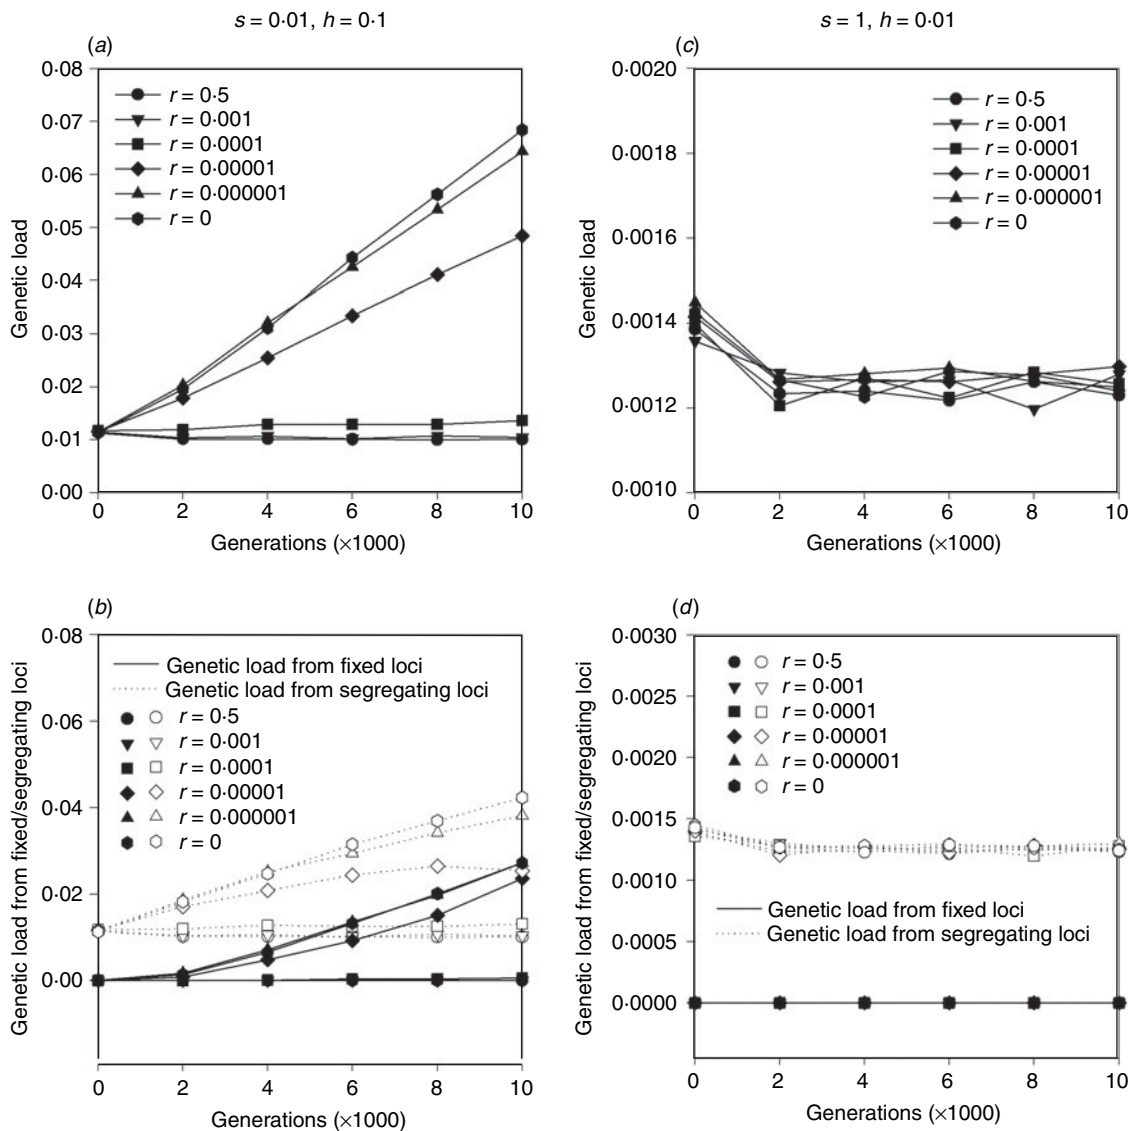 s = 0·01, h = 0·1
(a)
0·08
0·07
0·06
0·05
0·04
0·03
0·02
0·01
0·00
Genetic load
r = 0·5
r = 0·001
r = 0·0001
r = 0·00001
r = 0·000001
r = 0
0 2 4 6 8 10
Generations (×1000)
s = 1, h = 0·01
(c)
0·0020
0·0018
0·0016
0·0014
0·0012
0·0010
Genetic load
r = 0·5
r = 0·001
r = 0·0001
r = 0·00001
r = 0·000001
r = 0
0 2 4 6 8 10
Generations (×1000)
(b)
0·08
0·06
0·04
0·02
0·00
Genetic load from fixed/segregating loci
Genetic load from fixed loci
Genetic load from segregating loci
r = 0·5
r = 0·001
r = 0·0001
r = 0·00001
r = 0·000001
r = 0
0 2 4 6 8 10
Generations (×1000)
(d)
0·0030
0·0025
0·0020
0·0015
0·0010
0·0005
0·0000
Genetic load from fixed/segregating loci
r = 0·5
r = 0·001
r = 0·0001
r = 0·00001
r = 0·000001
r = 0
Genetic load from fixed loci
Genetic load from segregating loci
0 2 4 6 8 10
Generations (×1000)